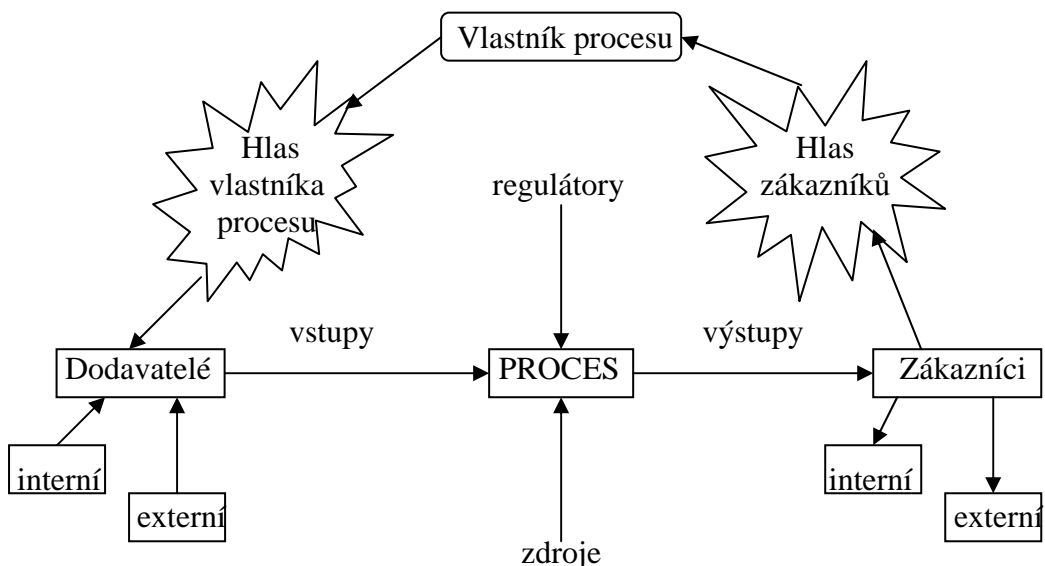 Vlastník procesu
Hlas
vlastníka
procesu
Hlas
zákazníků
regulátory
vstupy
výstupy
Dodavatelé
PROCES
Zákazníci
interní
externí
interní
externí
zdroje